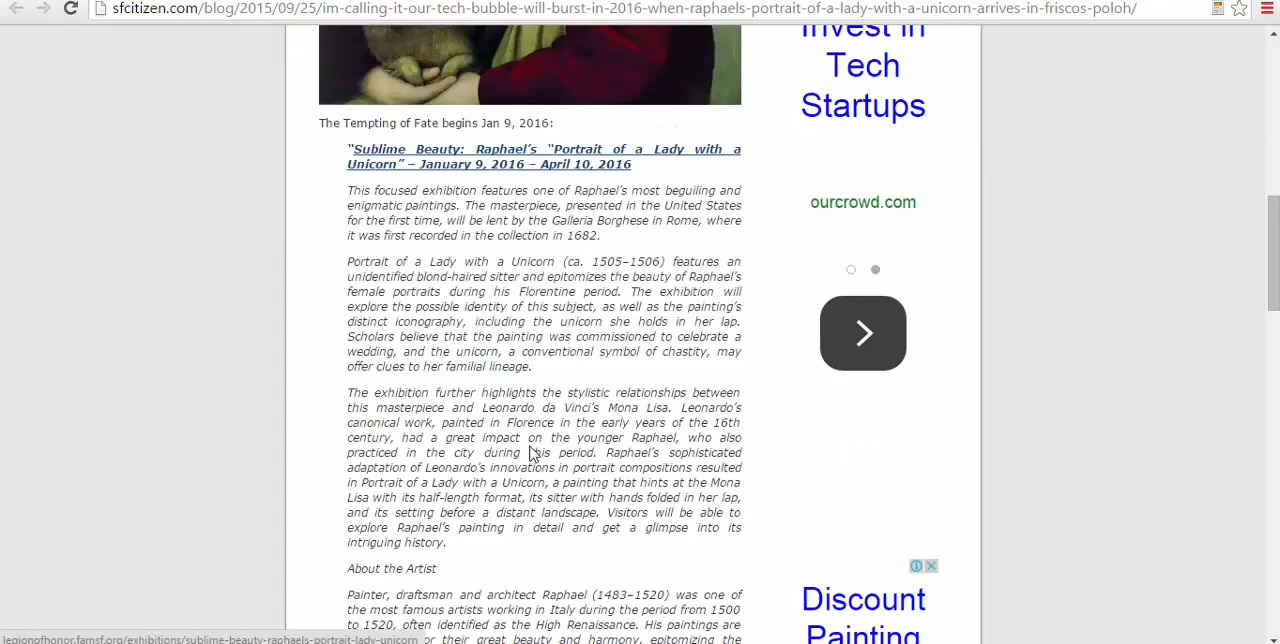 sfcitizen.com/blog/2015/09/25/im-calling-it-our-tech-bubble-will-burst-in-2016-when-raphaels-portrait-of-a-lady-with-a-unicorn-arrives-in-friscos-poloh/
The Tempting of Fate begins Jan 9, 2016:
“Sublime Beauty: Raphael’s “Portrait of a Lady with a
Unicorn” – January 9, 2016 – April 10, 2016
This focused exhibition features one of Raphael’s most beguiling and
enigmatic paintings. The masterpiece, presented in the United States
for the first time, will be lent by the Galleria Borghese in Rome, where
it was first recorded in the collection in 1682.
Portrait of a Lady with a Unicorn (ca. 1505–1506) features an
unidentified blond-haired sitter and epitomizes the beauty of Raphael’s
female portraits during his Florentine period. The exhibition will
explore the possible identity of this subject, as well as the painting’s
distinct iconography, including the unicorn she holds in her lap.
Scholars believe that the painting was commissioned to celebrate a
wedding, and the unicorn, a conventional symbol of chastity, may
offer clues to her familial lineage.
The exhibition further highlights the stylistic relationships between
this masterpiece and Leonardo da Vinci’s Mona Lisa. Leonardo’s
canonical work, painted in Florence in the early years of the 16th
century, had a great impact on the younger Raphael, who also
practiced in the city during this period. Raphael’s sophisticated
adaptation of Leonardo’s innovations in portrait compositions resulted
in Portrait of a Lady with a Unicorn, a painting that hints at the Mona
Lisa with its half-length format, its sitter with hands folded in her lap,
and its setting before a distant landscape. Visitors will be able to
explore Raphael’s painting in detail and get a glimpse into its
intriguing history.
About the Artist
Painter, draftsman and architect Raphael (1483–1520) was one of
the most famous artists working in Italy during the period from 1500
to 1520, often identified as the High Renaissance. His paintings are
for their great beauty and harmony, epitomizing the
Invest in
Tech
Startups
ourcrowd.com
Discount
Painting
legionofhonor.famsf.org/exhibitions/sublime-beauty-raphaels-portrait-lady-unicorn